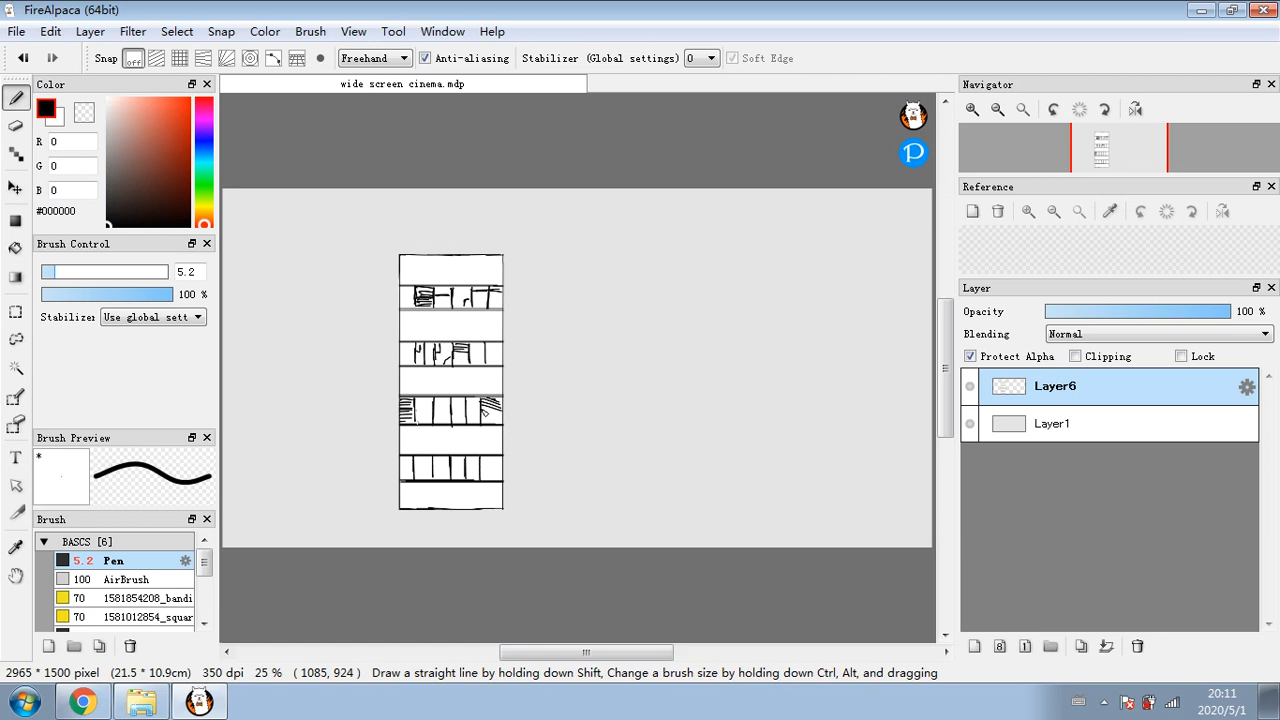 FireAlpaca (64bit)
File Edit Layer Filter Select Snap Color Brush View Tool Window Help
Snap off Freehand Anti-aliasing Stabilizer (Global settings) 0 Soft Edge
Color
wide screen cinema.mdp
Navigator
R 0
G 0
B 0
#000000
P
Reference
Brush Control
5.2
100 %
Stabilizer Use global sett
Layer
Opacity 100 %
Blending Normal
Protect Alpha Clipping Lock
Layer6
Layer1
Brush Preview
*
T
Brush
BASCS [6]
5.2 Pen
100 AirBrush
70 1581854208_bandi
70 1581012854_squar
8 1
2965 * 1500 pixel (21.5 * 10.9cm) 350 dpi 25 % ( 1085, 924 ) Draw a straight line by holding down Shift, Change a brush size by holding down Ctrl, Alt, and dragging
20:11
2020/5/1